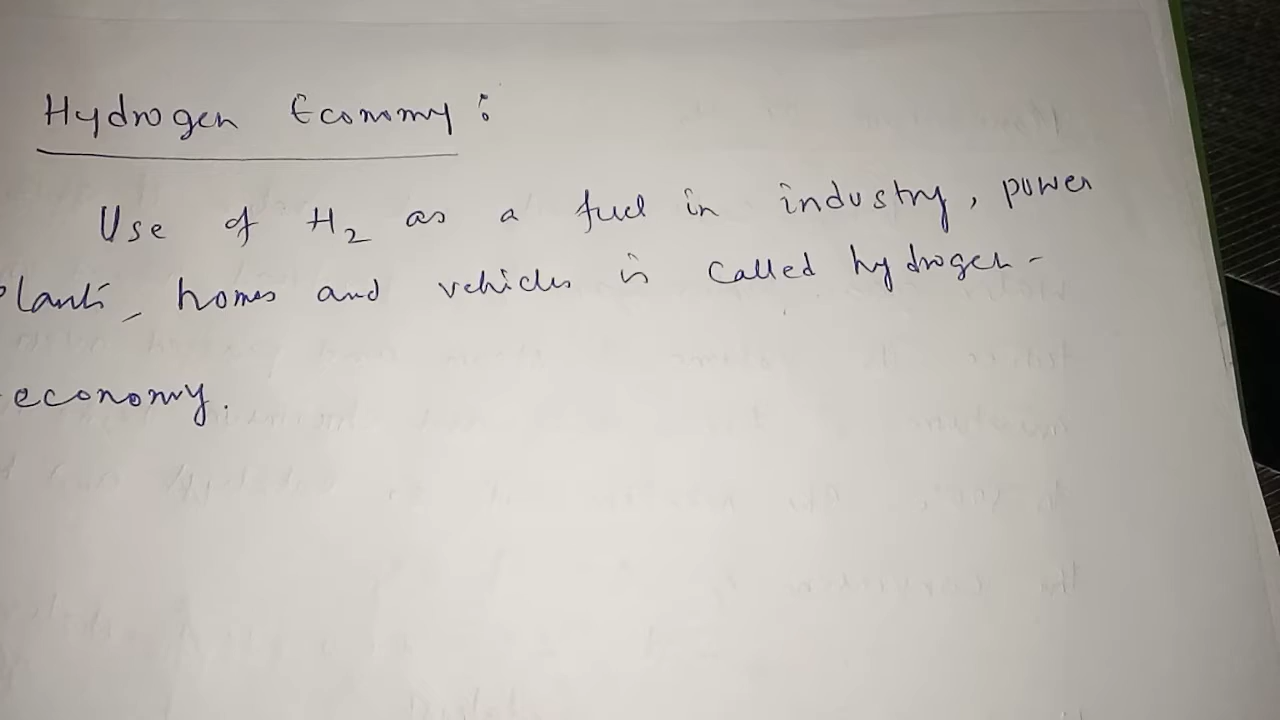 Hydrogen Economy:
Use of H₂ as a fuel in industry, power
plants, homes and vehicles is called hydrogen-
economy.